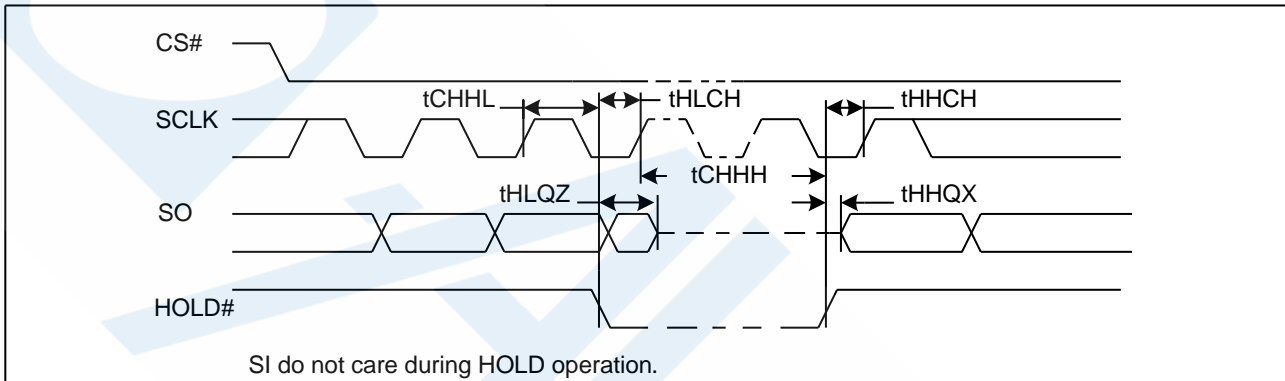 CS#
tCHHL tHLCH tHHCH
SCLK
tCHHH
tHLQZ tHHQX
SO
HOLD#
SI do not care during HOLD operation.